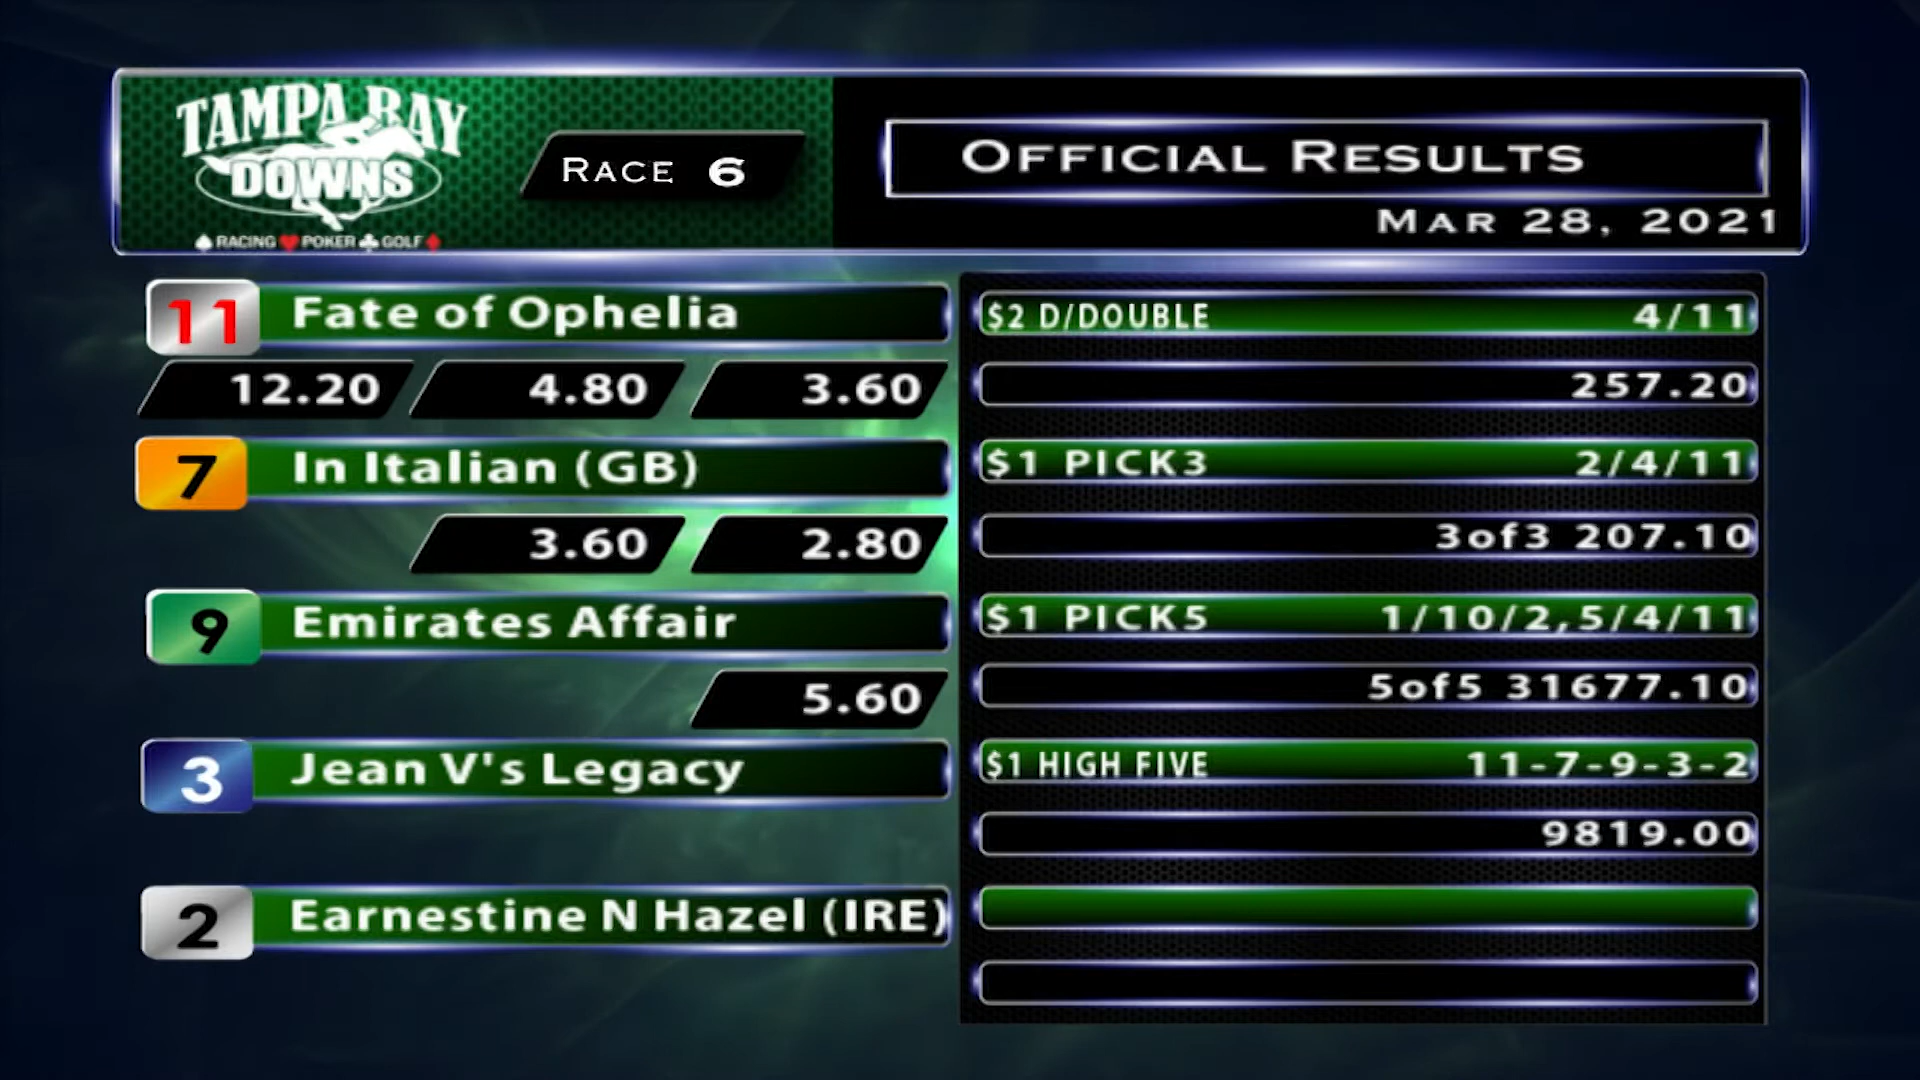 TAMPA BAY
DOWNS
RACING POKER GOLF
RACE 6
OFFICIAL RESULTS
MAR 28, 2021
11 Fate of Ophelia
12.20 4.80 3.60
7 In Italian (GB)
3.60 2.80
9 Emirates Affair
5.60
3 Jean V's Legacy
2 Earnestine N Hazel (IRE)
$2 D/DOUBLE 4/11
257.20
$1 PICK3 2/4/11
3of3 207.10
$1 PICK5 1/10/2,5/4/11
5of5 31677.10
$1 HIGH FIVE 11-7-9-3-2
9819.00